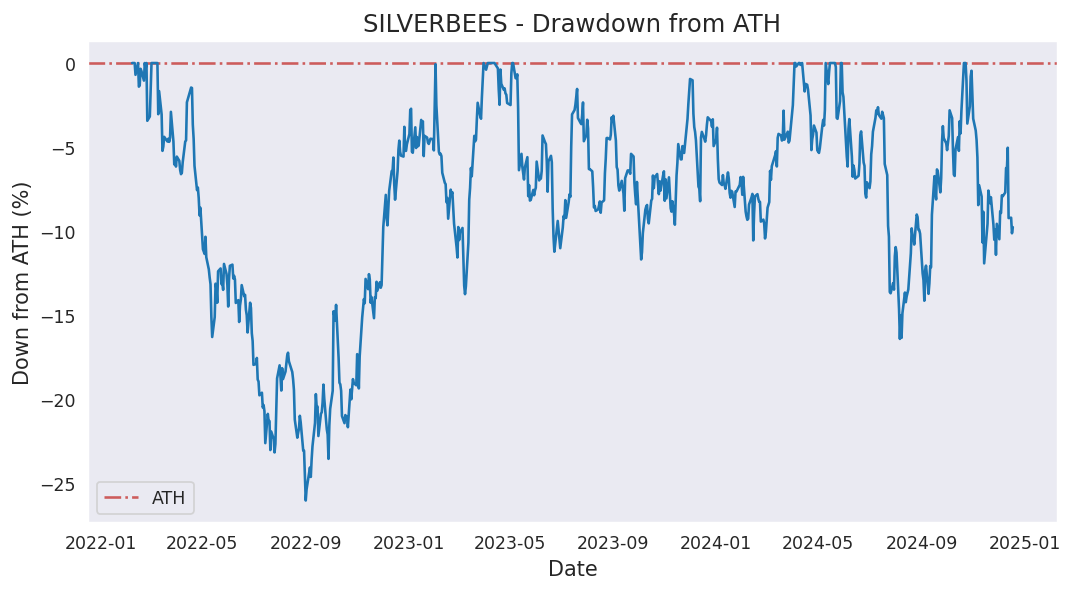 SILVERBEES - Drawdown from ATH
Down from ATH (%)
0
−5
−10
−15
−20
−25
ATH
2022-01 2022-05 2022-09 2023-01 2023-05 2023-09 2024-01 2024-05 2024-09 2025-01
Date